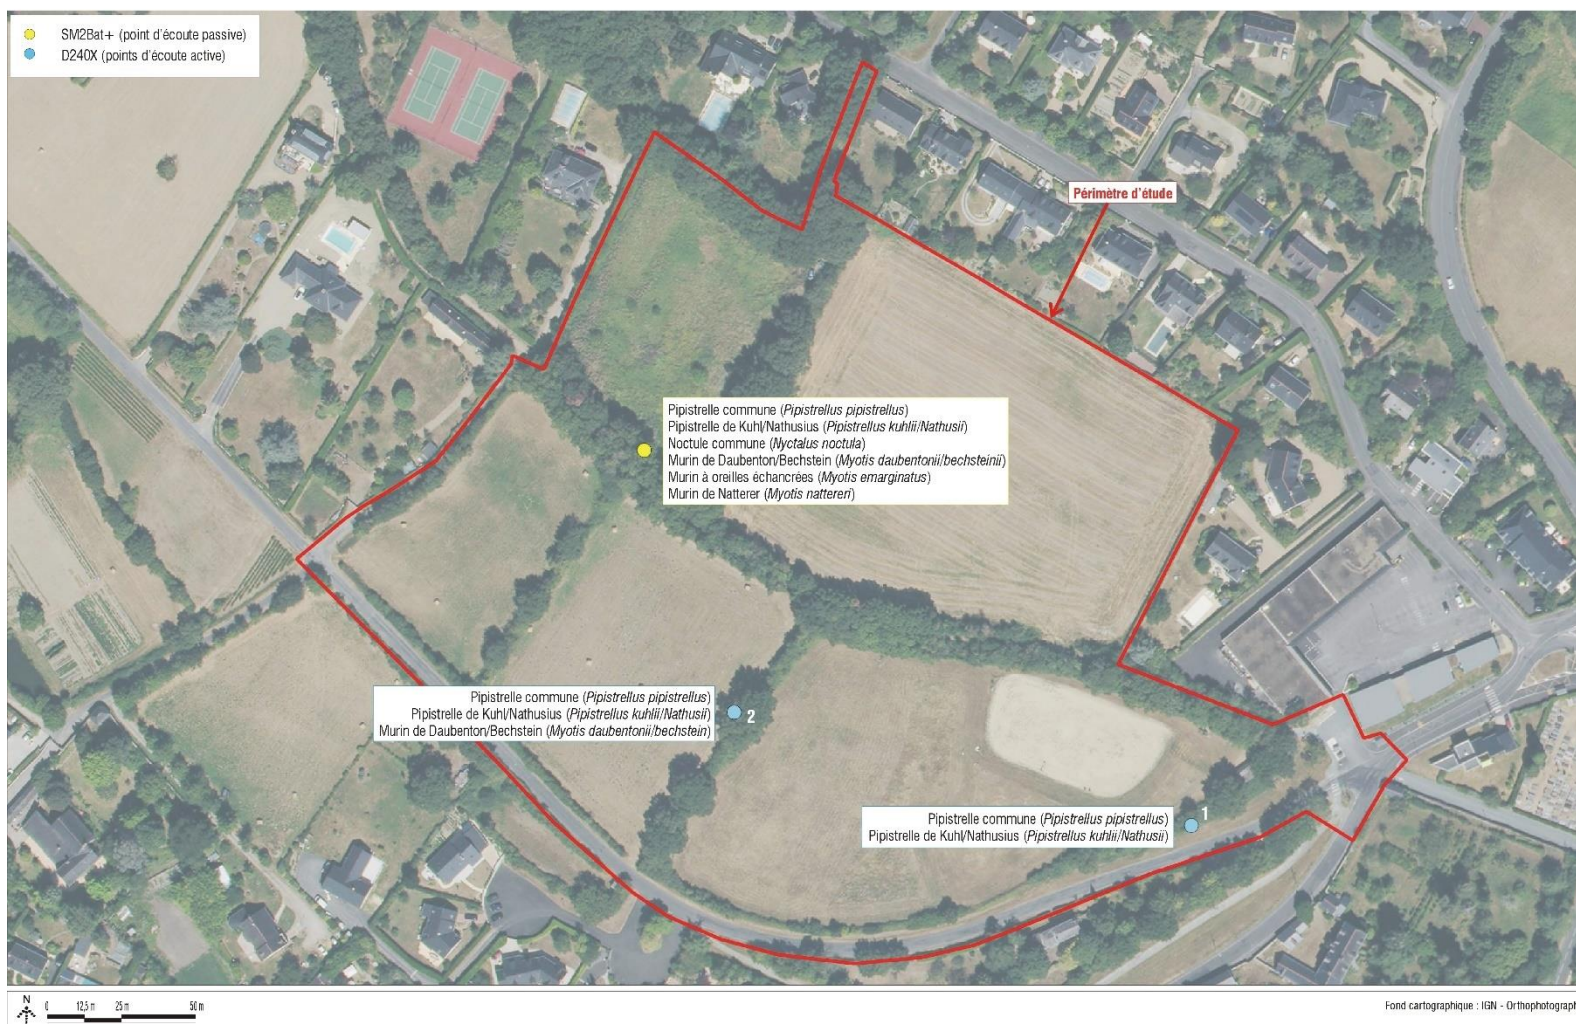 SM2Bat+ (point d'écoute passive)
D240X (points d'écoute active)
Périmètre d'étude
Pipistrelle commune (Pipistrellus pipistrellus)
Pipistrelle de Kuhl/Nathusius (Pipistrellus kuhlii/Nathusii)
Noctule commune (Nyctalus noctula)
Murin de Daubenton/Bechstein (Myotis daubentonii/bechsteinii)
Murin à oreilles échancrées (Myotis emarginatus)
Murin de Natterer (Myotis nattereri)
Pipistrelle commune (Pipistrellus pipistrellus)
Pipistrelle de Kuhl/Nathusius (Pipistrellus kuhlii/Nathusii)
Murin de Daubenton/Bechstein (Myotis daubentonii/bechstein)
2
1
Pipistrelle commune (Pipistrellus pipistrellus)
Pipistrelle de Kuhl/Nathusius (Pipistrellus kuhlii/Nathusii)
N
0 12,5 m 25 m 50 m
Fond cartographique : IGN - Orthophotograph